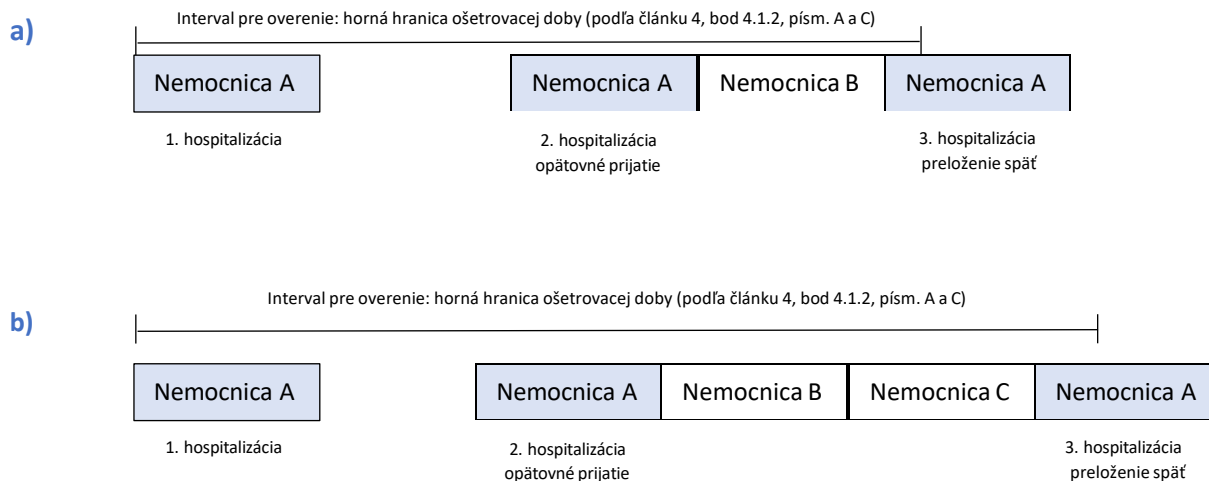 Interval pre overenie: horná hranica ošetrovacej doby (podľa článku 4, bod 4.1.2, písm. A a C)
a)
Nemocnica A
Nemocnica A
Nemocnica B
Nemocnica A
1. hospitalizácia
2. hospitalizácia
opätovné prijatie
3. hospitalizácia
preloženie späť
Interval pre overenie: horná hranica ošetrovacej doby (podľa článku 4, bod 4.1.2, písm. A a C)
b)
Nemocnica A
Nemocnica A
Nemocnica B
Nemocnica C
Nemocnica A
1. hospitalizácia
2. hospitalizácia
opätovné prijatie
3. hospitalizácia
preloženie späť